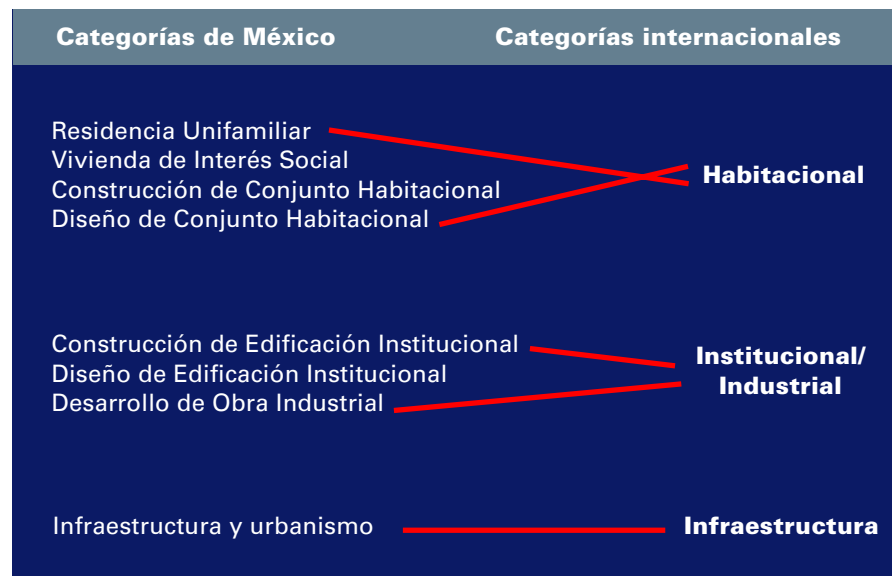 Categorías de México
Categorías internacionales
Residencia Unifamiliar
Vivienda de Interés Social
Construcción de Conjunto Habitacional
Diseño de Conjunto Habitacional
Habitacional
Construcción de Edificación Institucional
Diseño de Edificación Institucional
Desarrollo de Obra Industrial
Institucional/
Industrial
Infraestructura y urbanismo
Infraestructura